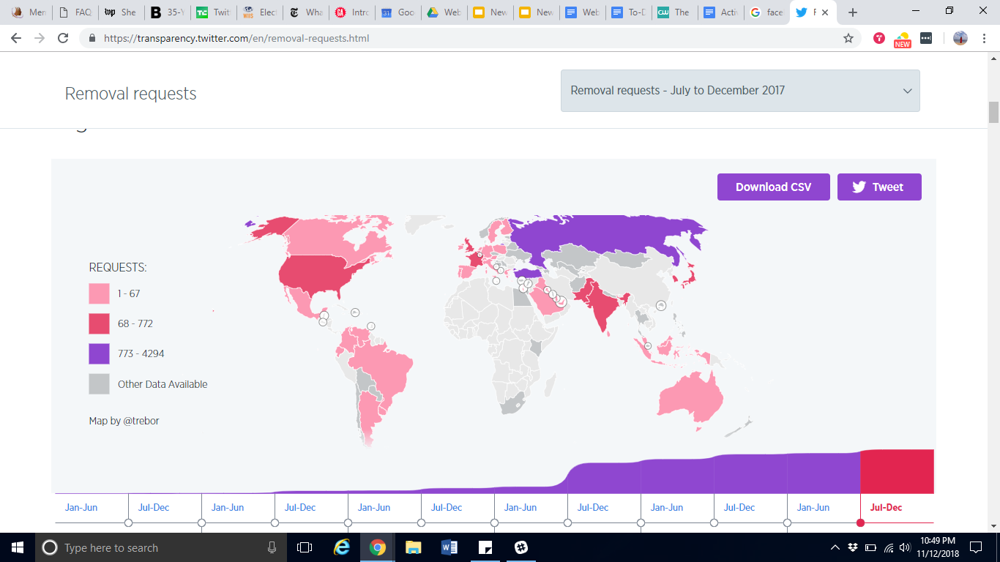 Men
FAQ
She
35-Y
Twit
Elect
Wha
Intro
Goo
Web
New
New
Web
To-D
The
Activ
face
https://transparency.twitter.com/en/removal-requests.html
NEW
Removal requests
Removal requests - July to December 2017
Download CSV
Tweet
REQUESTS:
1 - 67
68 - 772
773 - 4294
Other Data Available
Map by @trebor
Jan-Jun Jul-Dec Jan-Jun Jul-Dec Jan-Jun Jul-Dec Jan-Jun Jul-Dec Jan-Jun Jul-Dec Jan-Jun Jul-Dec
Type here to search
10:49 PM
11/12/2018